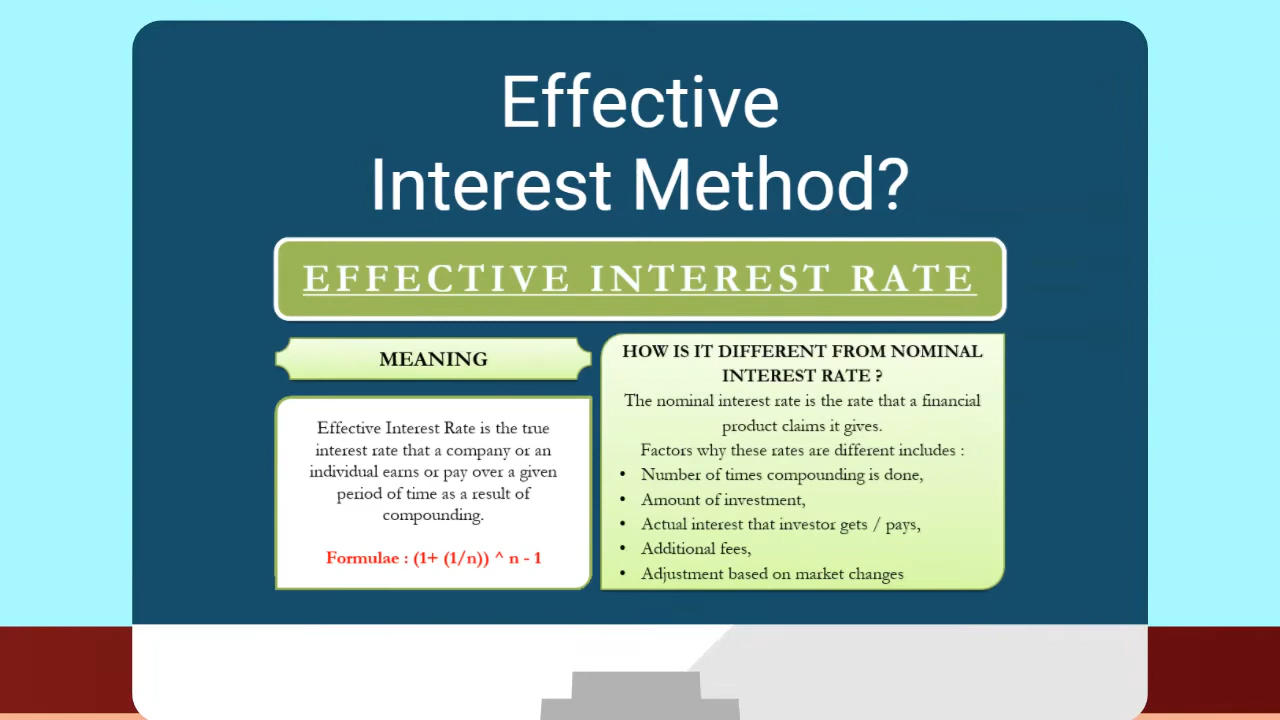 Effective
Interest Method?
EFFECTIVE INTEREST RATE
MEANING
Effective Interest Rate is the true
interest rate that a company or an
individual earns or pay over a given
period of time as a result of
compounding.
Formulae : (1+ (1/n)) ^ n - 1
HOW IS IT DIFFERENT FROM NOMINAL
INTEREST RATE ?
The nominal interest rate is the rate that a financial
product claims it gives.
Factors why these rates are different includes :
• Number of times compounding is done,
• Amount of investment,
• Actual interest that investor gets / pays,
• Additional fees,
• Adjustment based on market changes